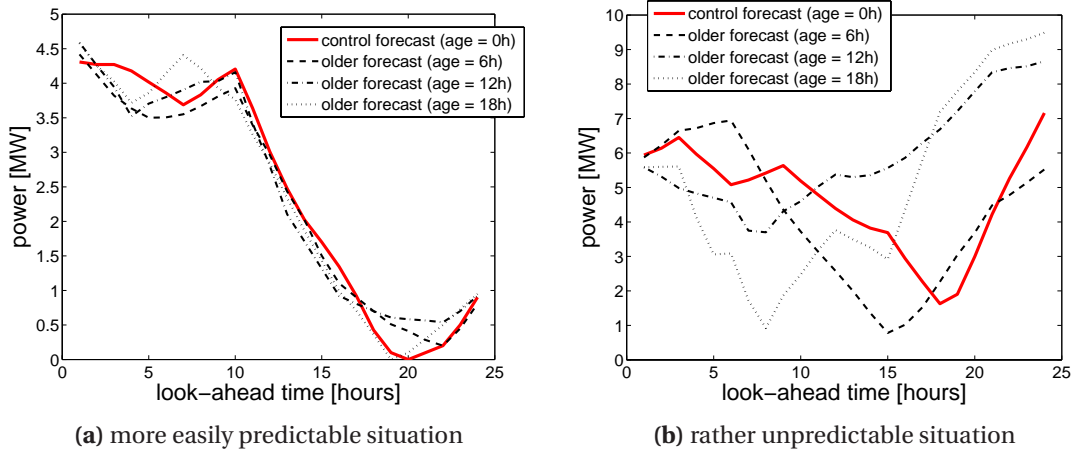 control forecast (age = 0h)
older forecast (age = 6h)
older forecast (age = 12h)
older forecast (age = 18h)
5
4.5
4
3.5
3
2.5
2
1.5
1
0.5
0
power [MW]
0 5 10 15 20 25
look−ahead time [hours]
(a) more easily predictable situation
control forecast (age = 0h)
older forecast (age = 6h)
older forecast (age = 12h)
older forecast (age = 18h)
10
9
8
7
6
5
4
3
2
1
0
power [MW]
0 5 10 15 20 25
look−ahead time [hours]
(b) rather unpredictable situation